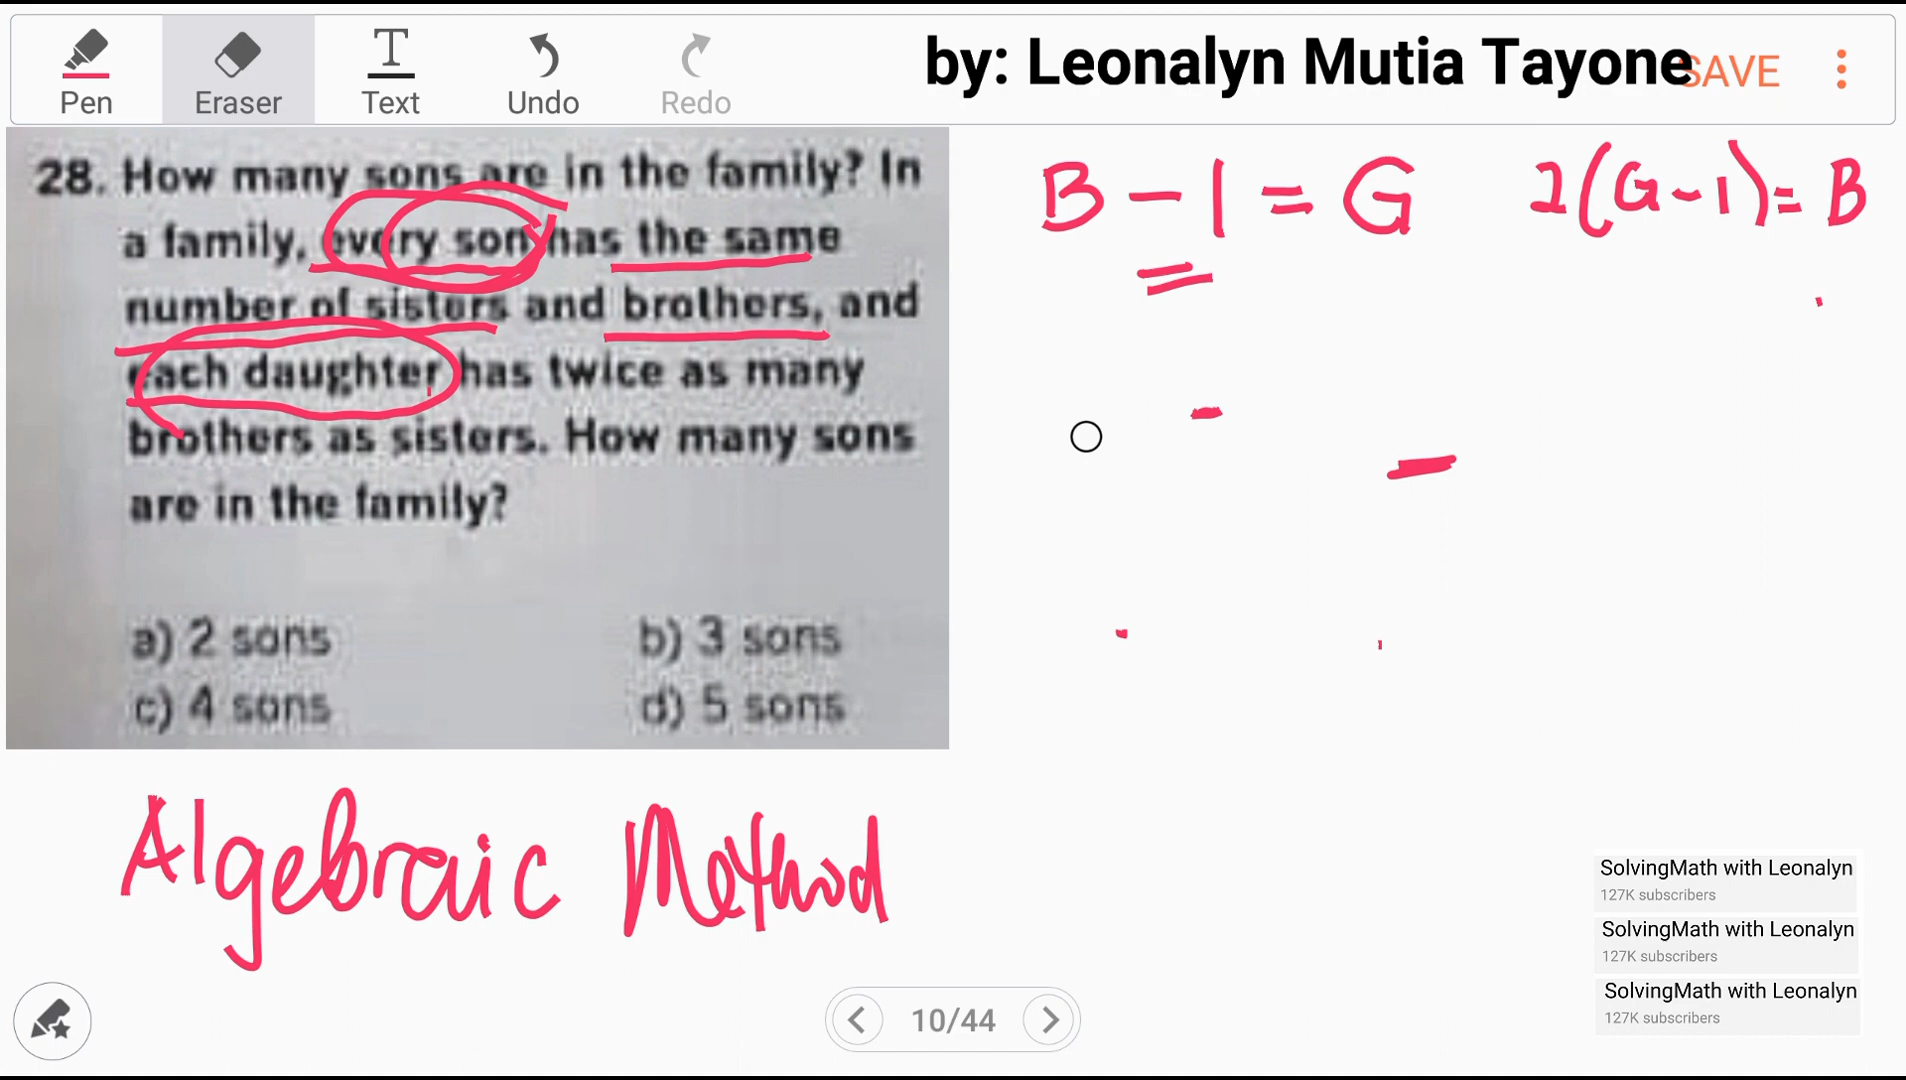 Pen
Eraser
Text
Undo
Redo
by: Leonalyn Mutia Tayone
SAVE
28. How many sons are in the family? In
a family, every son has the same
number of sisters and brothers, and
each daughter has twice as many
brothers as sisters. How many sons
are in the family?
a) 2 sons
b) 3 sons
c) 4 sons
d) 5 sons
B - 1 = G
2(G-1) = B
Algebraic Method
SolvingMath with Leonalyn
127K subscribers
SolvingMath with Leonalyn
127K subscribers
SolvingMath with Leonalyn
127K subscribers
10/44